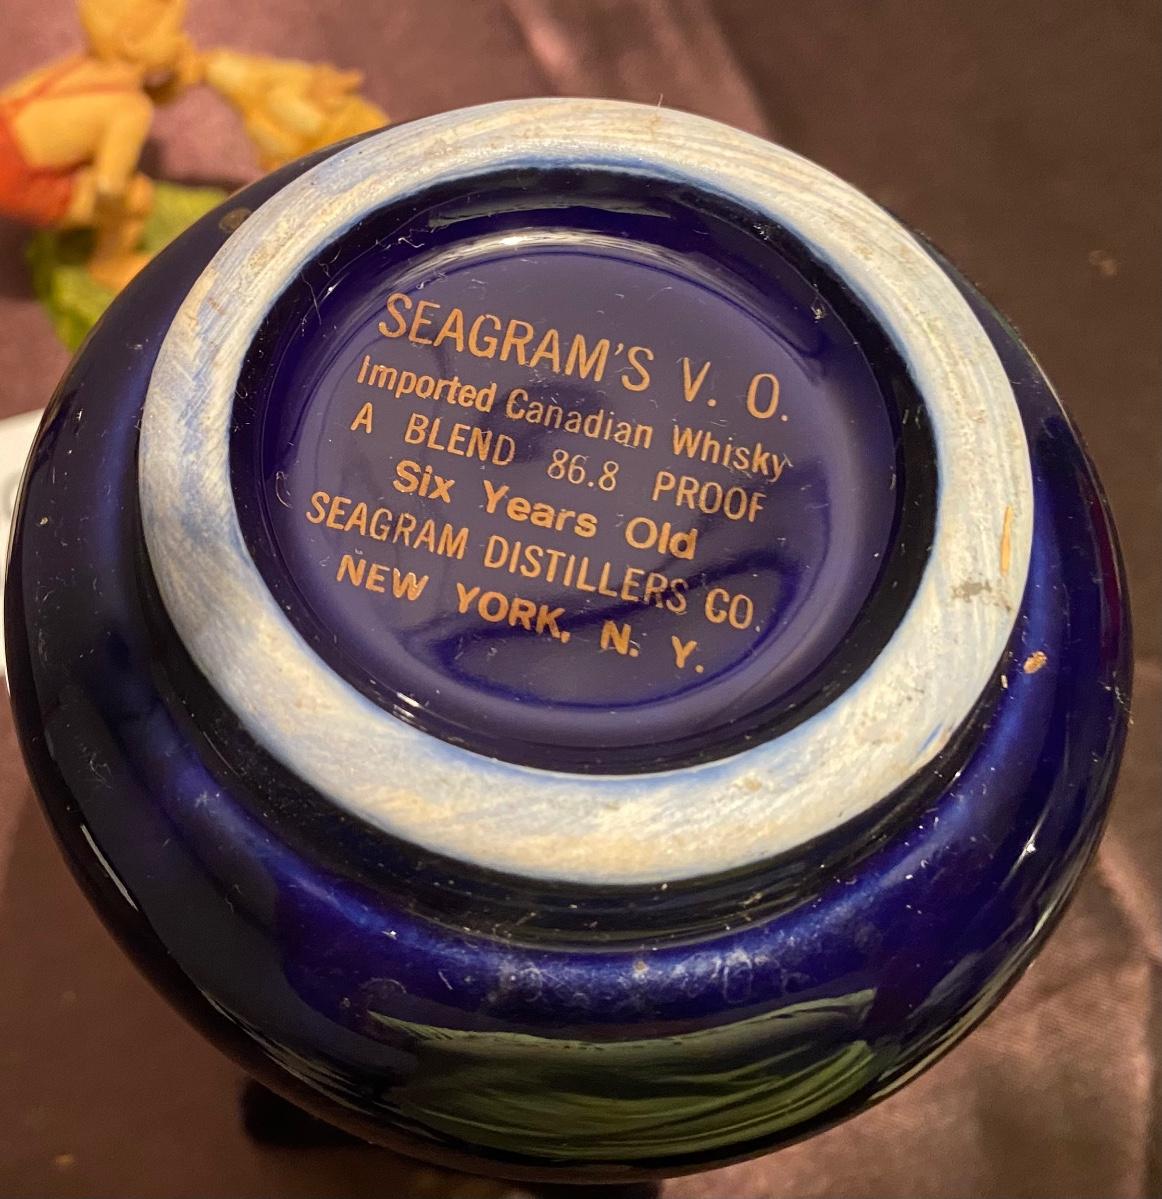 SEAGRAM'S V. O.
Imported Canadian Whisky
A BLEND 86.8 PROOF
Six Years Old
SEAGRAM DISTILLERS CO.
NEW YORK, N. Y.